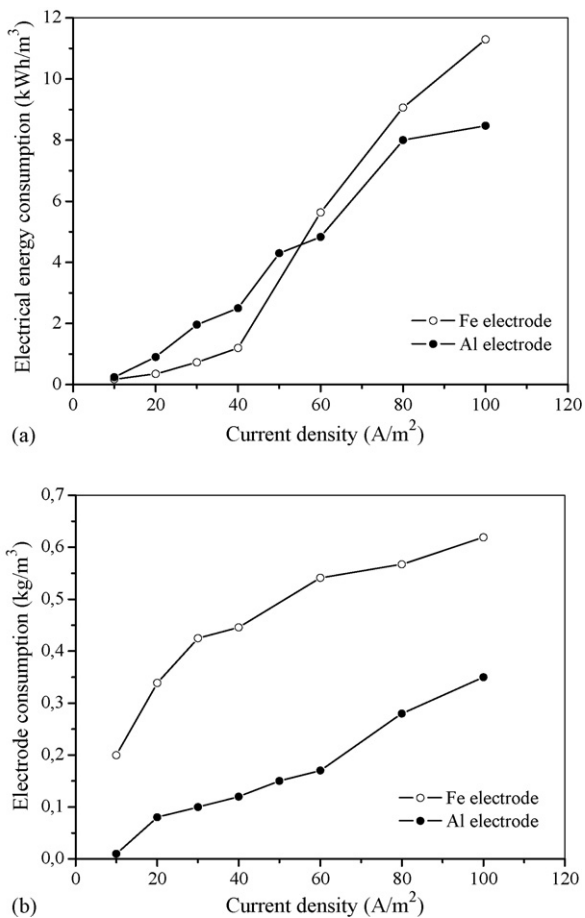 12
10
8
6
4
2
0
0 20 40 60 80 100 120
Electrical energy consumption (kWh/m³)
Fe electrode
Al electrode
(a)
Current density (A/m²)
0,7
0,6
0,5
0,4
0,3
0,2
0,1
0,0
0 20 40 60 80 100 120
Electrode consumption (kg/m³)
Fe electrode
Al electrode
(b)
Current density (A/m²)